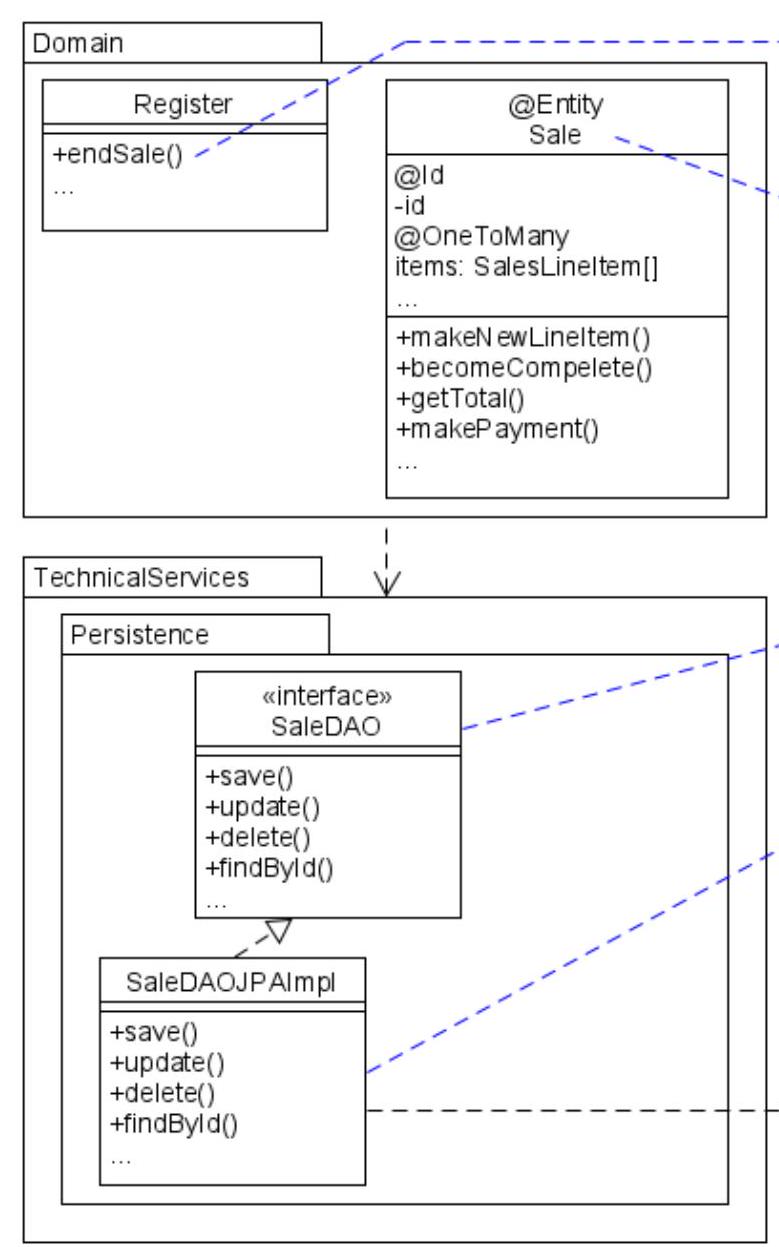 Domain
Register
+endSale()
...
@Entity
Sale
@Id
-id
@OneToMany
items: SalesLineItem[]
...
+makeNewLineItem()
+becomeCompelete()
+getTotal()
+makePayment()
...
TechnicalServices
Persistence
«interface»
SaleDAO
+save()
+update()
+delete()
+findById()
...
SaleDAOJPAImpl
+save()
+update()
+delete()
+findById()
...